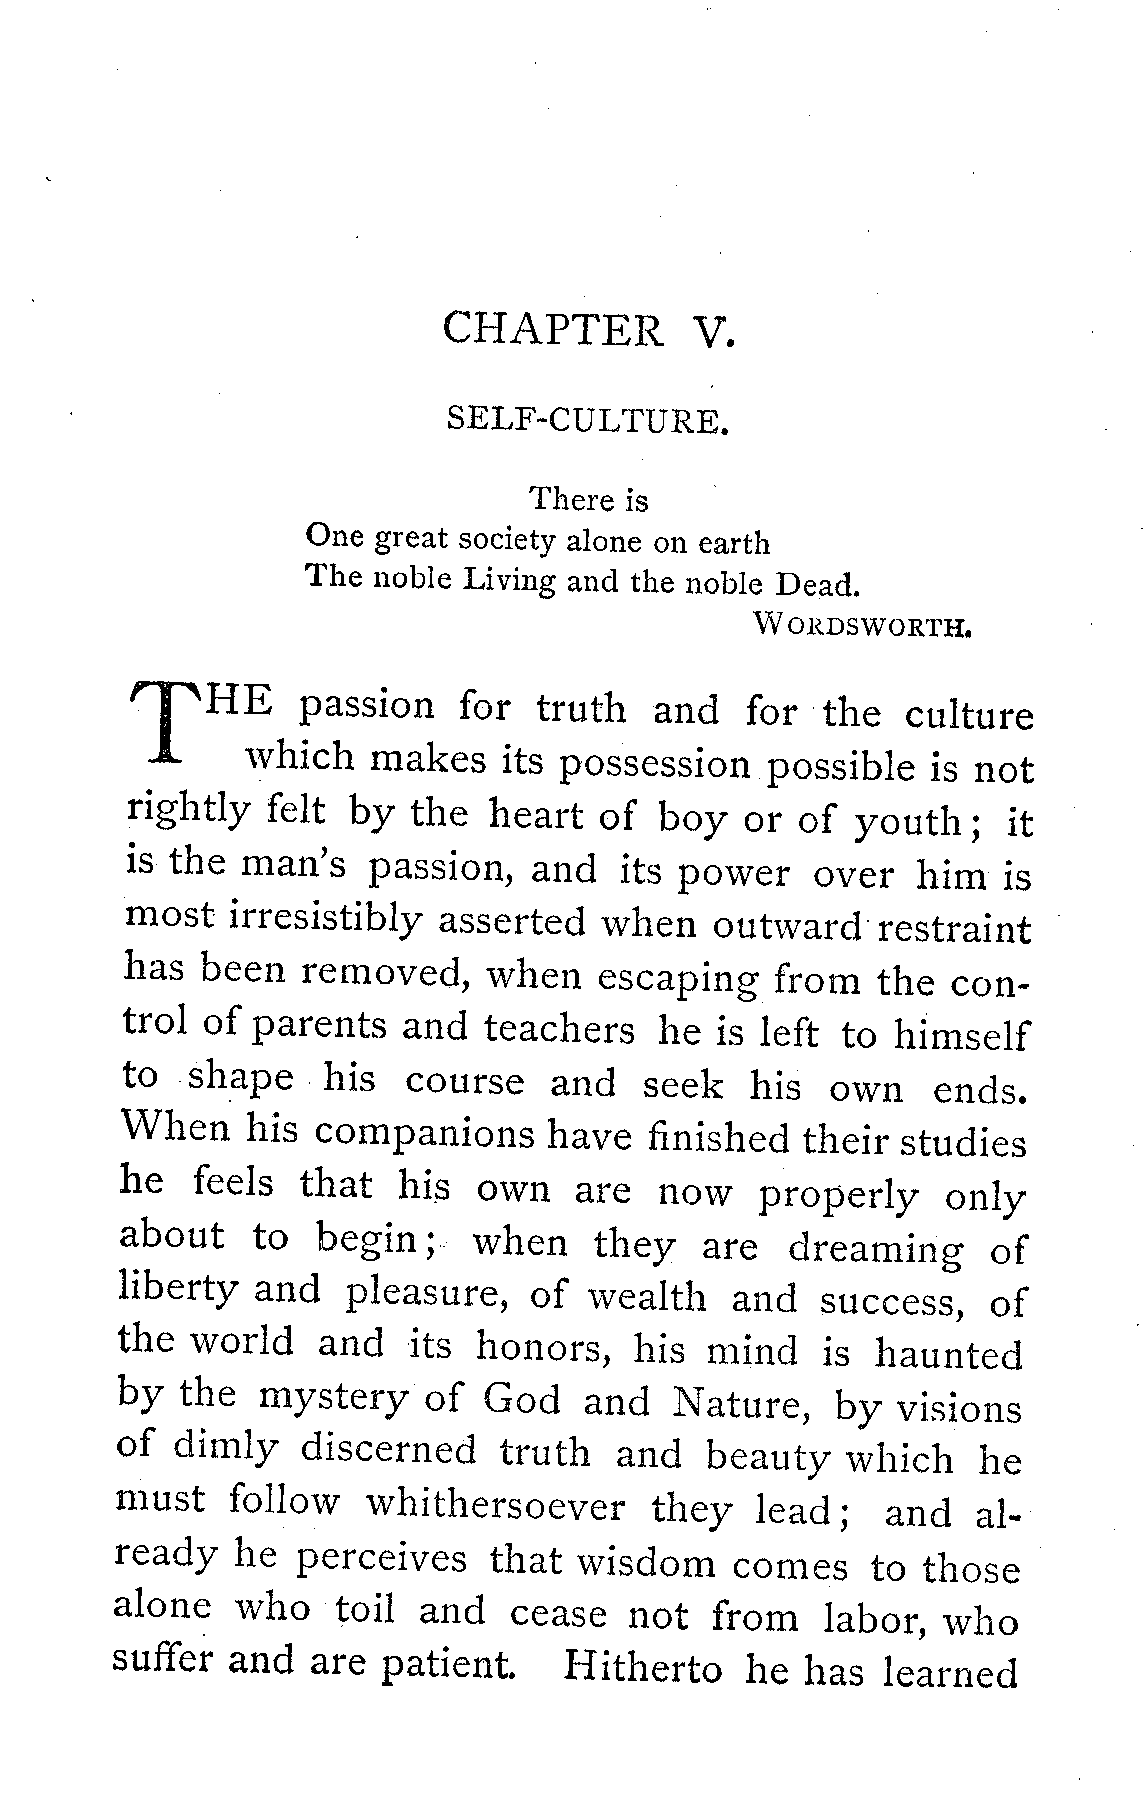 CHAPTER V.
SELF-CULTURE.
There is
One great society alone on earth
The noble Living and the noble Dead.
WORDSWORTH.
THE passion for truth and for the culture
which makes its possession possible is not
rightly felt by the heart of boy or of youth; it
is the man's passion, and its power over him is
most irresistibly asserted when outward restraint
has been removed, when escaping from the con-
trol of parents and teachers he is left to himself
to shape his course and seek his own ends.
When his companions have finished their studies
he feels that his own are now properly only
about to begin; when they are dreaming of
liberty and pleasure, of wealth and success, of
the world and its honors, his mind is haunted
by the mystery of God and Nature, by visions
of dimly discerned truth and beauty which he
must follow whithersoever they lead; and al-
ready he perceives that wisdom comes to those
alone who toil and cease not from labor, who
suffer and are patient. Hitherto he has learned